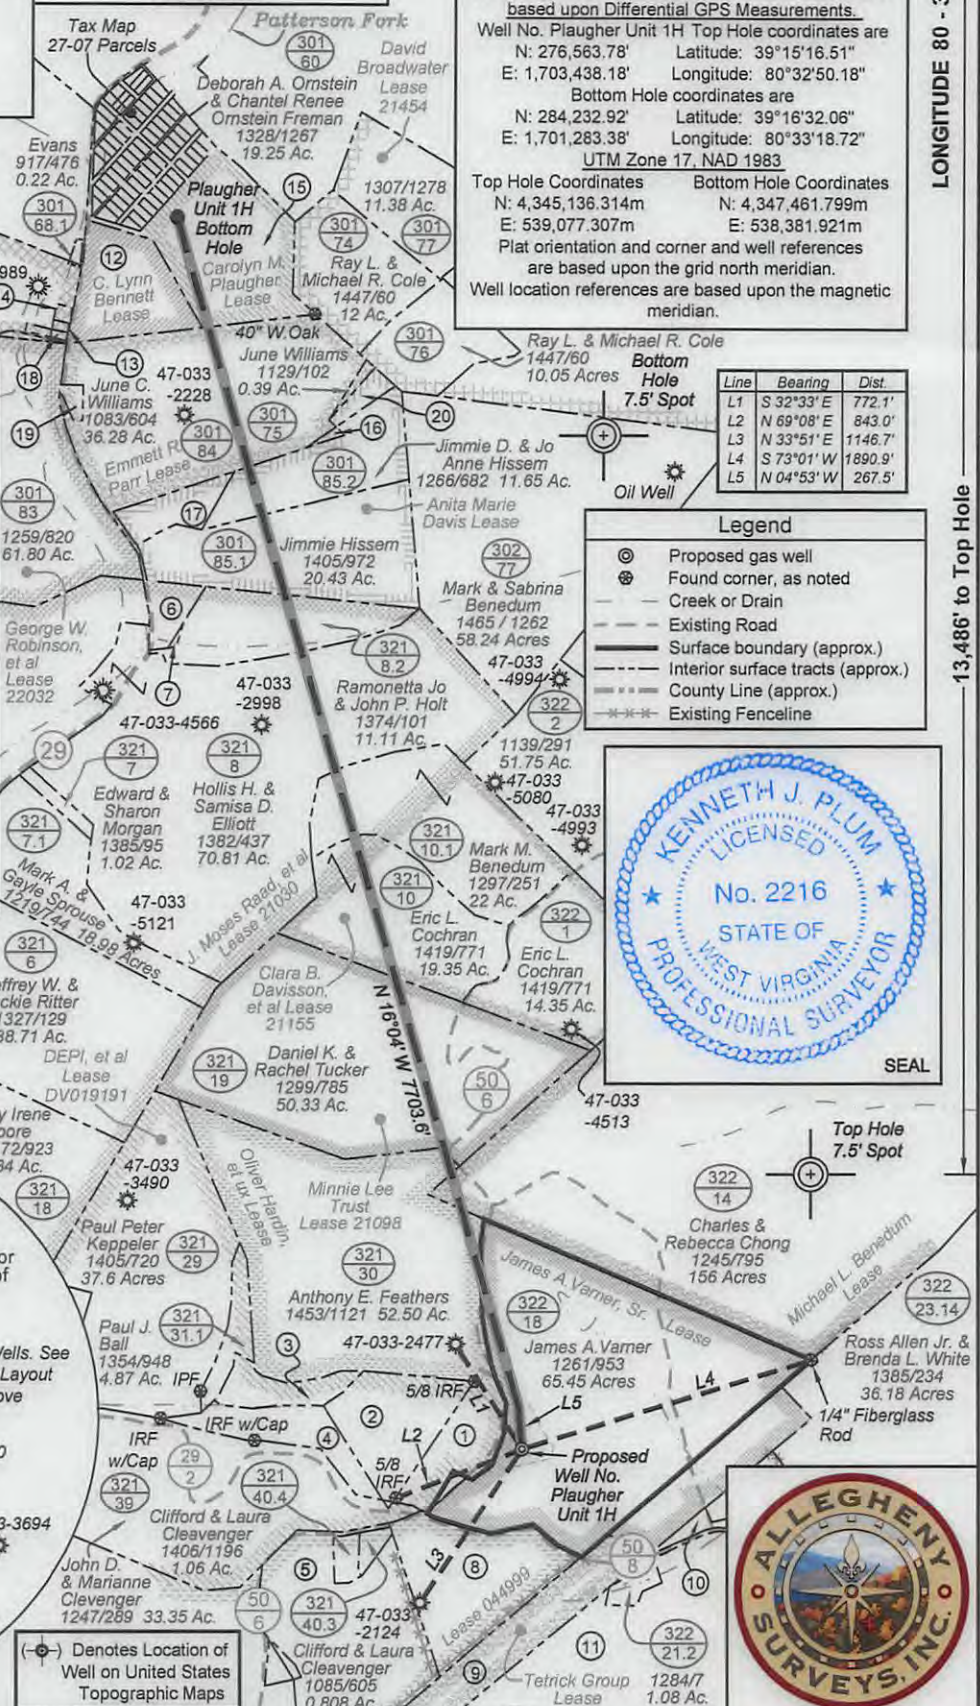 based upon Differential GPS Measurements.
Well No. Plaugher Unit 1H Top Hole coordinates are
N: 276,563.78' Latitude: 39°15'16.51"
E: 1,703,438.18' Longitude: 80°32'50.18"
Bottom Hole coordinates are
N: 284,232.92' Latitude: 39°16'32.06"
E: 1,701,283.38' Longitude: 80°33'18.72"
UTM Zone 17, NAD 1983
Top Hole Coordinates Bottom Hole Coordinates
N: 4,345,136.314m N: 4,347,461.799m
E: 539,077.307m E: 538,381.921m
Plat orientation and corner and well references
are based upon the grid north meridian.
Well location references are based upon the magnetic
meridian.
LONGITUDE 80 - 3
13,486' to Top Hole
Tax Map
27-07 Parcels
Patterson Fork
301
60
David
Broadwater
Lease
21454
Deborah A. Ornstein
& Chantel Renee
Ornstein Freman
1328/1267
19.25 Ac.
Evans
917/476
0.22 Ac.
301
68.1
Plaugher
Unit 1H
Bottom
Hole
15
1307/1278
11.38 Ac.
301
74
301
77
12
C. Lynn
Bennett
Lease
Carolyn M.
Plaugher
Lease
Ray L. &
Michael R. Cole
1447/60
12 Ac.
989
4
40" W.Oak
301
76
Ray L. & Michael R. Cole
1447/60
10.05 Acres
Bottom
Hole
7.5' Spot
Line Bearing Dist.
L1 S 32°33' E 772.1'
L2 N 69°08' E 843.0'
L3 N 33°51' E 1146.7'
L4 S 73°01' W 1890.9'
L5 N 04°53' W 267.5'
18
13
47-033
-2228
June Williams
1129/102
0.39 Ac.
June C.
Williams
1083/604
36.28 Ac.
19
301
84
301
75
16
20
Emmett R.
Parr Lease
301
85.2
Jimmie D. & Jo
Anne Hissem
1266/682 11.65 Ac.
Oil Well
301
83
1259/820
61.80 Ac.
17
Anita Marie
Davis Lease
301
85.1
Jimmie Hissem
1405/972
20.43 Ac.
302
77
Mark & Sabrina
Benedum
1465 / 1262
58.24 Acres
Legend
Proposed gas well
Found corner, as noted
Creek or Drain
Existing Road
Surface boundary (approx.)
Interior surface tracts (approx.)
County Line (approx.)
Existing Fenceline
George W.
Robinson,
et al
Lease
22032
6
7
321
8.2
Ramonetta Jo
& John P. Holt
1374/101
11.11 Ac.
47-033
-4994
322
2
1139/291
51.75 Ac.
47-033
-2998
47-033-4566
29
321
7
Edward &
Sharon
Morgan
1385/95
1.02 Ac.
321
8
Hollis H. &
Samisa D.
Elliott
1382/437
70.81 Ac.
47-033
-5080
47-033
-4993
321
7.1
Mark A. &
Gayle Sprouse
1219/744 18.98 Acres
321
10.1
Mark M.
Benedum
1297/251
22 Ac.
321
10
Eric L.
Cochran
1419/771
19.35 Ac.
322
1
Eric L.
Cochran
1419/771
14.35 Ac.
KENNETH J. PLUM
LICENSED
No. 2216
STATE OF
WEST VIRGINIA
PROFESSIONAL SURVEYOR
SEAL
47-033
-5121
J. Moses Raad, et al
Lease 21030
321
6
effrey W. &
ckie Ritter
1327/129
38.71 Ac.
Clara B.
Davisson,
et al Lease
21155
N 16°04' W 7703.6'
DEPI, et al
Lease
DV019191
321
19
Daniel K. &
Rachel Tucker
1299/785
50.33 Ac.
50
6
47-033
-4513
y Irene
oore
72/923
34 Ac.
321
18
47-033
-3490
Oliver Hardin,
et ux Lease
Minnie Lee
Trust
Lease 21098
Top Hole
7.5' Spot
322
14
Charles &
Rebecca Chong
1245/795
156 Acres
Paul Peter
Keppeler
1405/720
37.6 Acres
321
29
321
30
Anthony E. Feathers
1453/1121 52.50 Ac.
James A.Varner, Sr.
Lease
Michael L. Benedum
Lease
322
23.14
Ross Allen Jr. &
Brenda L. White
1385/234
36.18 Acres
or
of
321
31.1
Paul J.
Ball
1354/948
4.87 Ac.
IPF
3
47-033-2477
322
18
James A.Varner
1261/953
65.45 Acres
ells. See
Layout
ove
0
5/8 IRF
L1
L4
L5
1/4" Fiberglass
Rod
IRF
w/Cap
IRF w/Cap
2
4
1
L2
5/8
IRF
Proposed
Well No.
Plaugher
Unit 1H
29
2
321
39
321
40.4
Clifford & Laura
Cleavenger
1406/1196
1.06 Ac.
3-3694
John D.
& Marianne
Clevenger
1247/289 33.35 Ac.
5
50
6
321
40.3
47-033
-2124
L3
8
Lease 044999
50
8
10
322
21.2
1284/7
1.08 Ac.
Clifford & Laura
Cleavenger
1085/605
0.808 Ac.
9
11
Tetrick Group
Lease
Denotes Location of
Well on United States
Topographic Maps
ALLEGHENY
SURVEYS, INC.